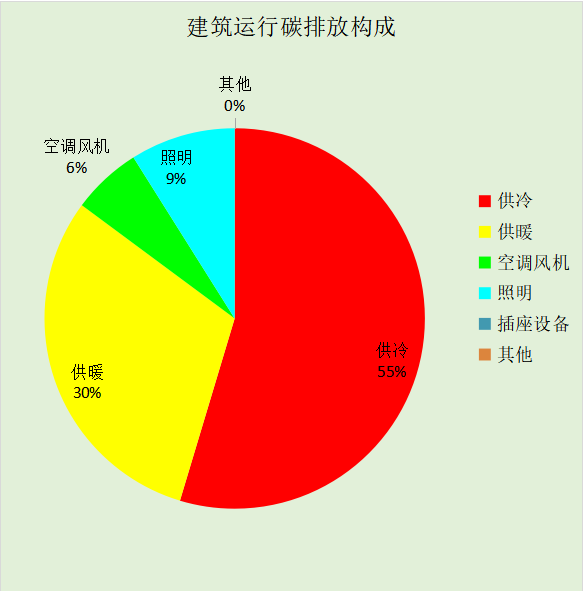 建筑运行碳排放构成
其他
0%
空调风机
6%
照明
9%
供冷
55%
供暖
30%
供冷
供暖
空调风机
照明
插座设备
其他